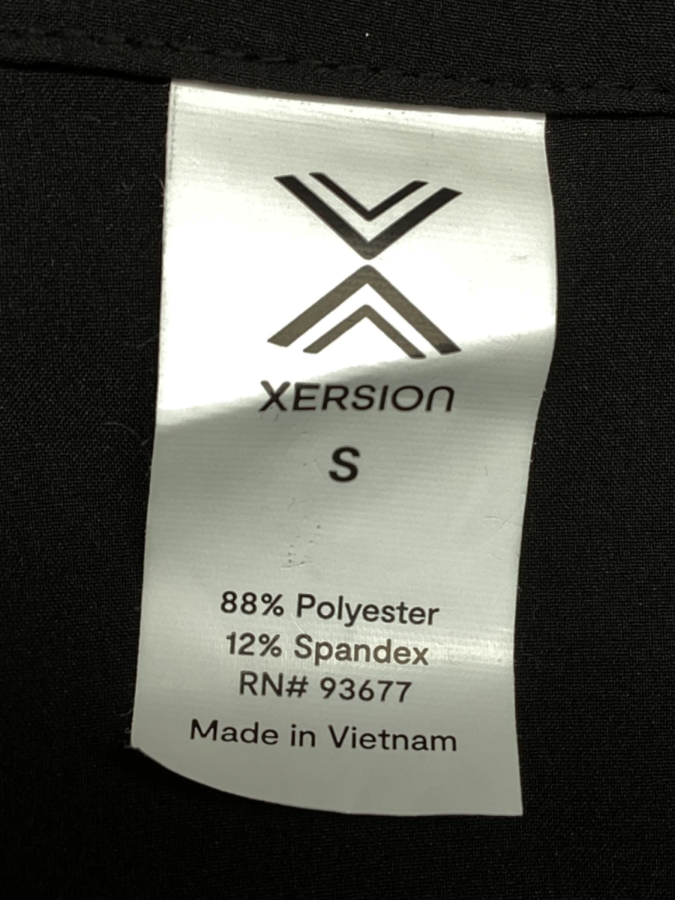 XERSION
S
88% Polyester
12% Spandex
RN# 93677
Made in Vietnam